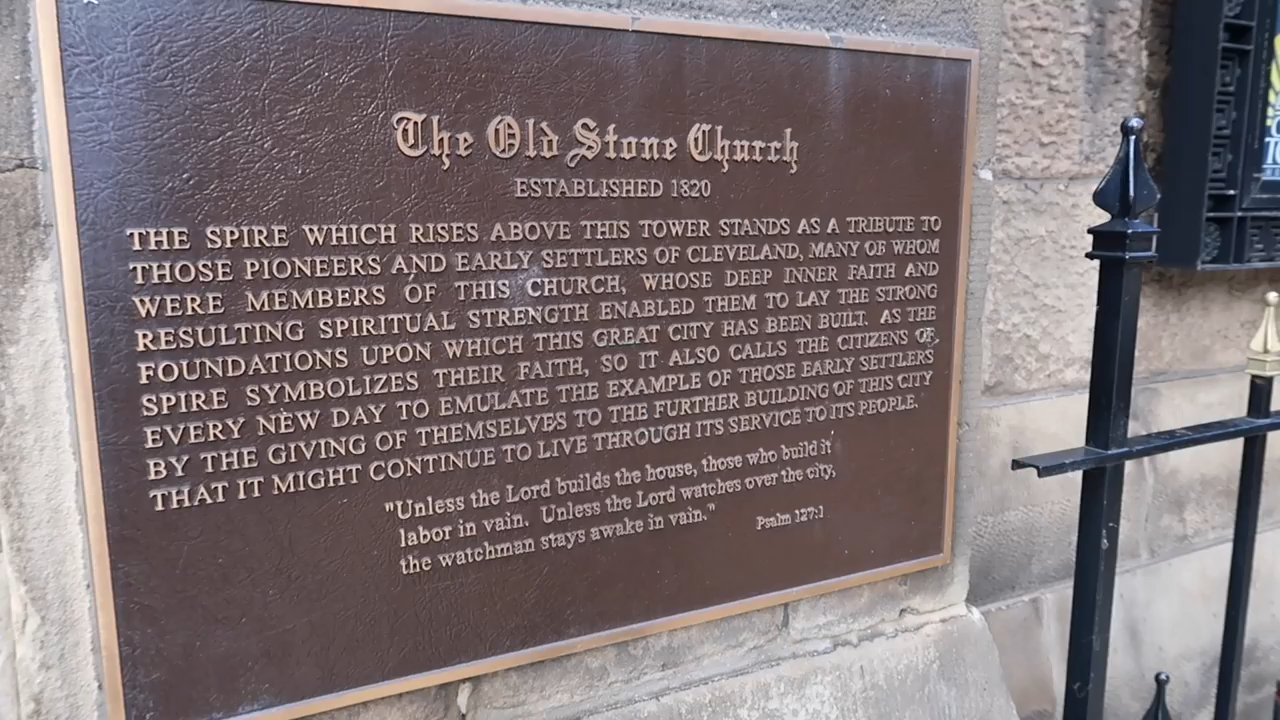 The Old Stone Church
ESTABLISHED 1820
THE SPIRE WHICH RISES ABOVE THIS TOWER STANDS AS A TRIBUTE TO
THOSE PIONEERS AND EARLY SETTLERS OF CLEVELAND, MANY OF WHOM
WERE MEMBERS OF THIS CHURCH, WHOSE DEEP INNER FAITH AND
RESULTING SPIRITUAL STRENGTH ENABLED THEM TO LAY THE STRONG
FOUNDATIONS UPON WHICH THIS GREAT CITY HAS BEEN BUILT. AS THE
SPIRE SYMBOLIZES THEIR FAITH, SO IT ALSO CALLS THE CITIZENS OF
EVERY NEW DAY TO EMULATE THE EXAMPLE OF THOSE EARLY SETTLERS
BY THE GIVING OF THEMSELVES TO THE FURTHER BUILDING OF THIS CITY
THAT IT MIGHT CONTINUE TO LIVE THROUGH ITS SERVICE TO ITS PEOPLE.
"Unless the Lord builds the house, those who build it
labor in vain. Unless the Lord watches over the city,
the watchman stays awake in vain."
Psalm 127:1